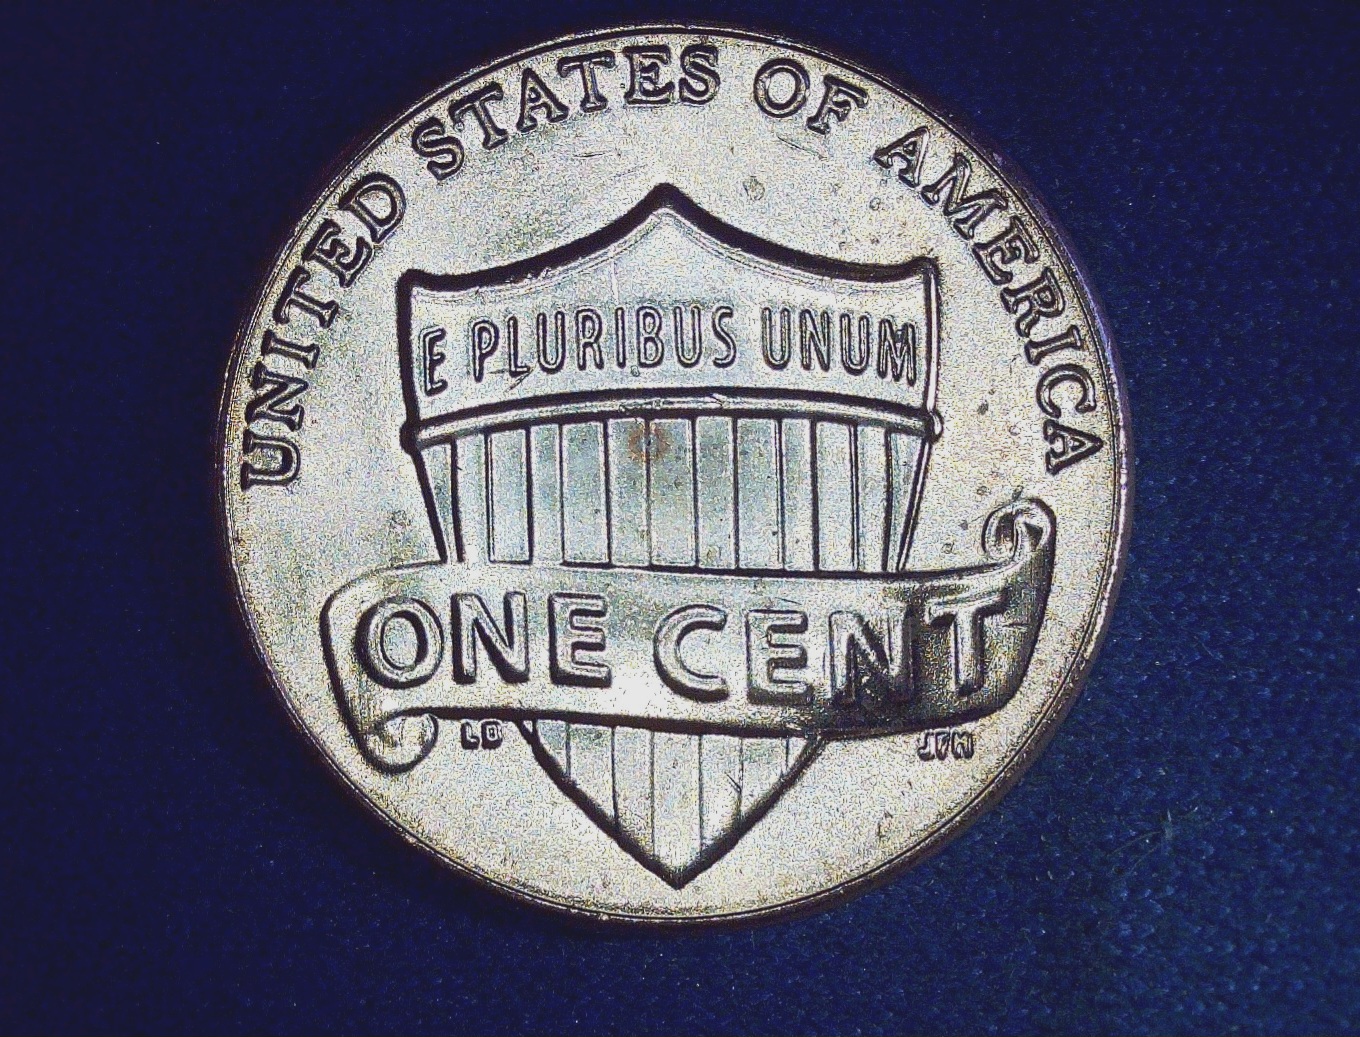 UNITED STATES OF AMERICA
E PLURIBUS UNUM
ONE CENT
LB JFM